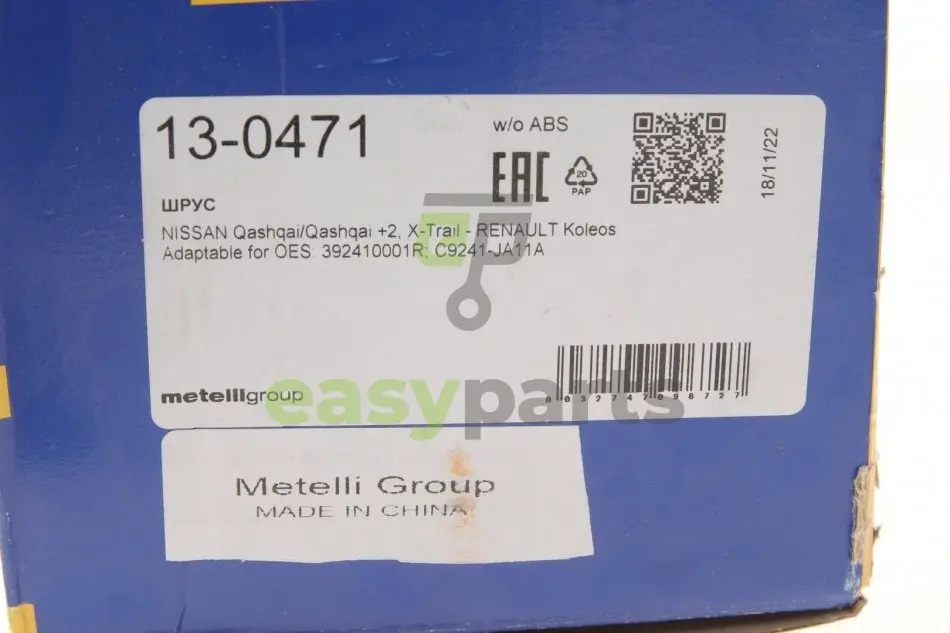 13-0471
w/o ABS
EAC
20
PAP
18/11/22
ШРУС
NISSAN Qashqai/Qashqai +2, X-Trail - RENAULT Koleos
Adaptable for OES: 392410001R; C9241-JA11A
metelligroup
easyparts
8032747096727
Metelli Group
MADE IN CHINA